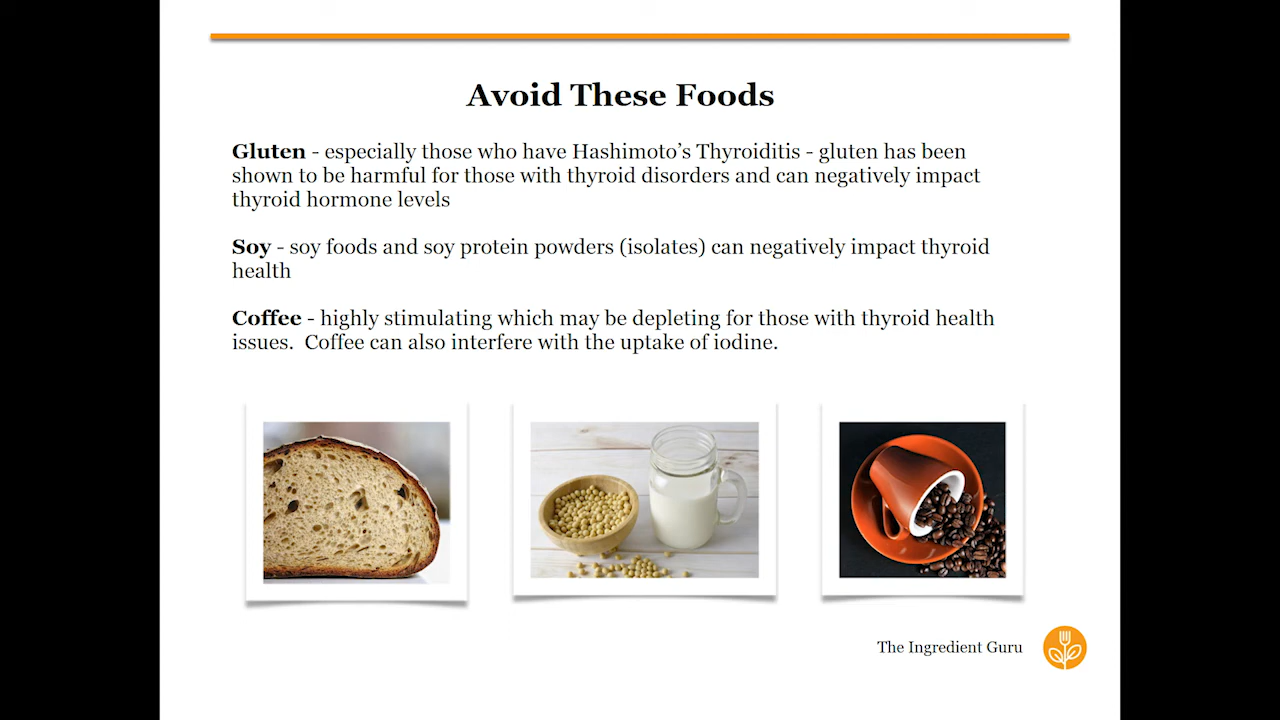 Avoid These Foods
Gluten - especially those who have Hashimoto’s Thyroiditis - gluten has been
shown to be harmful for those with thyroid disorders and can negatively impact
thyroid hormone levels
Soy - soy foods and soy protein powders (isolates) can negatively impact thyroid
health
Coffee - highly stimulating which may be depleting for those with thyroid health
issues.  Coffee can also interfere with the uptake of iodine.
The Ingredient Guru